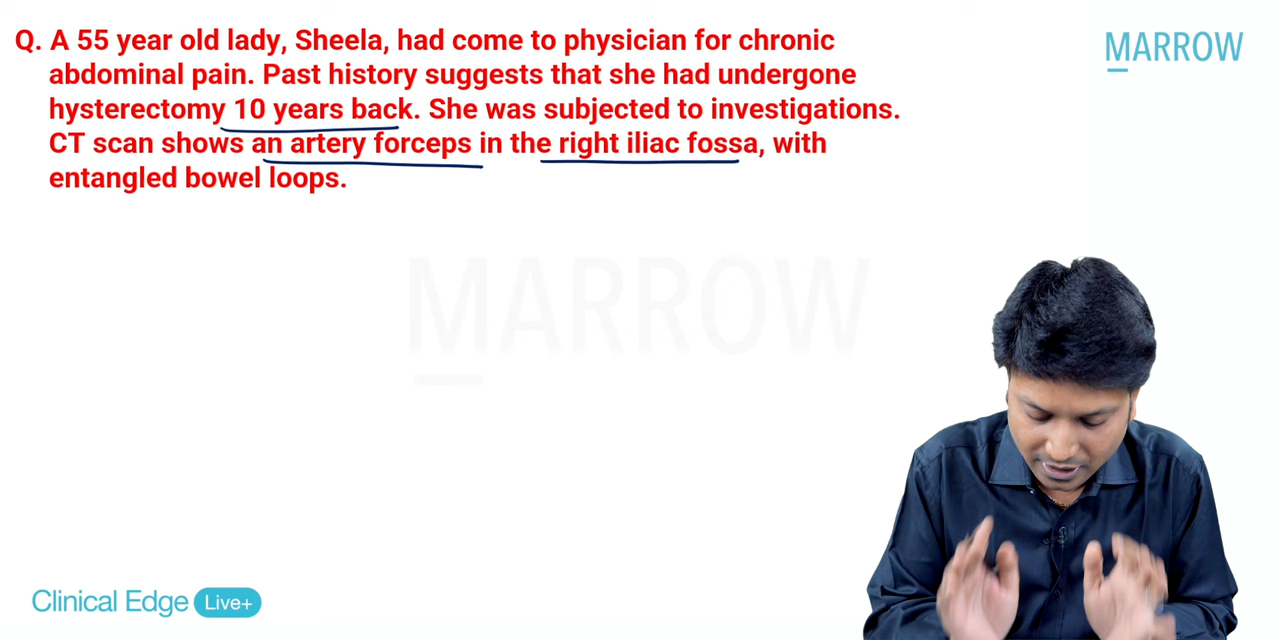 Q. A 55 year old lady, Sheela, had come to physician for chronic
abdominal pain. Past history suggests that she had undergone
hysterectomy 10 years back. She was subjected to investigations.
CT scan shows an artery forceps in the right iliac fossa, with
entangled bowel loops.
MARROW
MARROW
Clinical Edge Live+